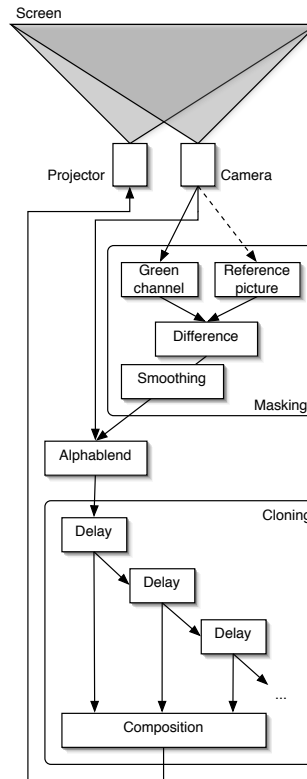 Screen
Projector
Camera
Green
channel
Reference
picture
Difference
Smoothing
Masking
Alphablend
Cloning
Delay
Delay
Delay
...
Composition